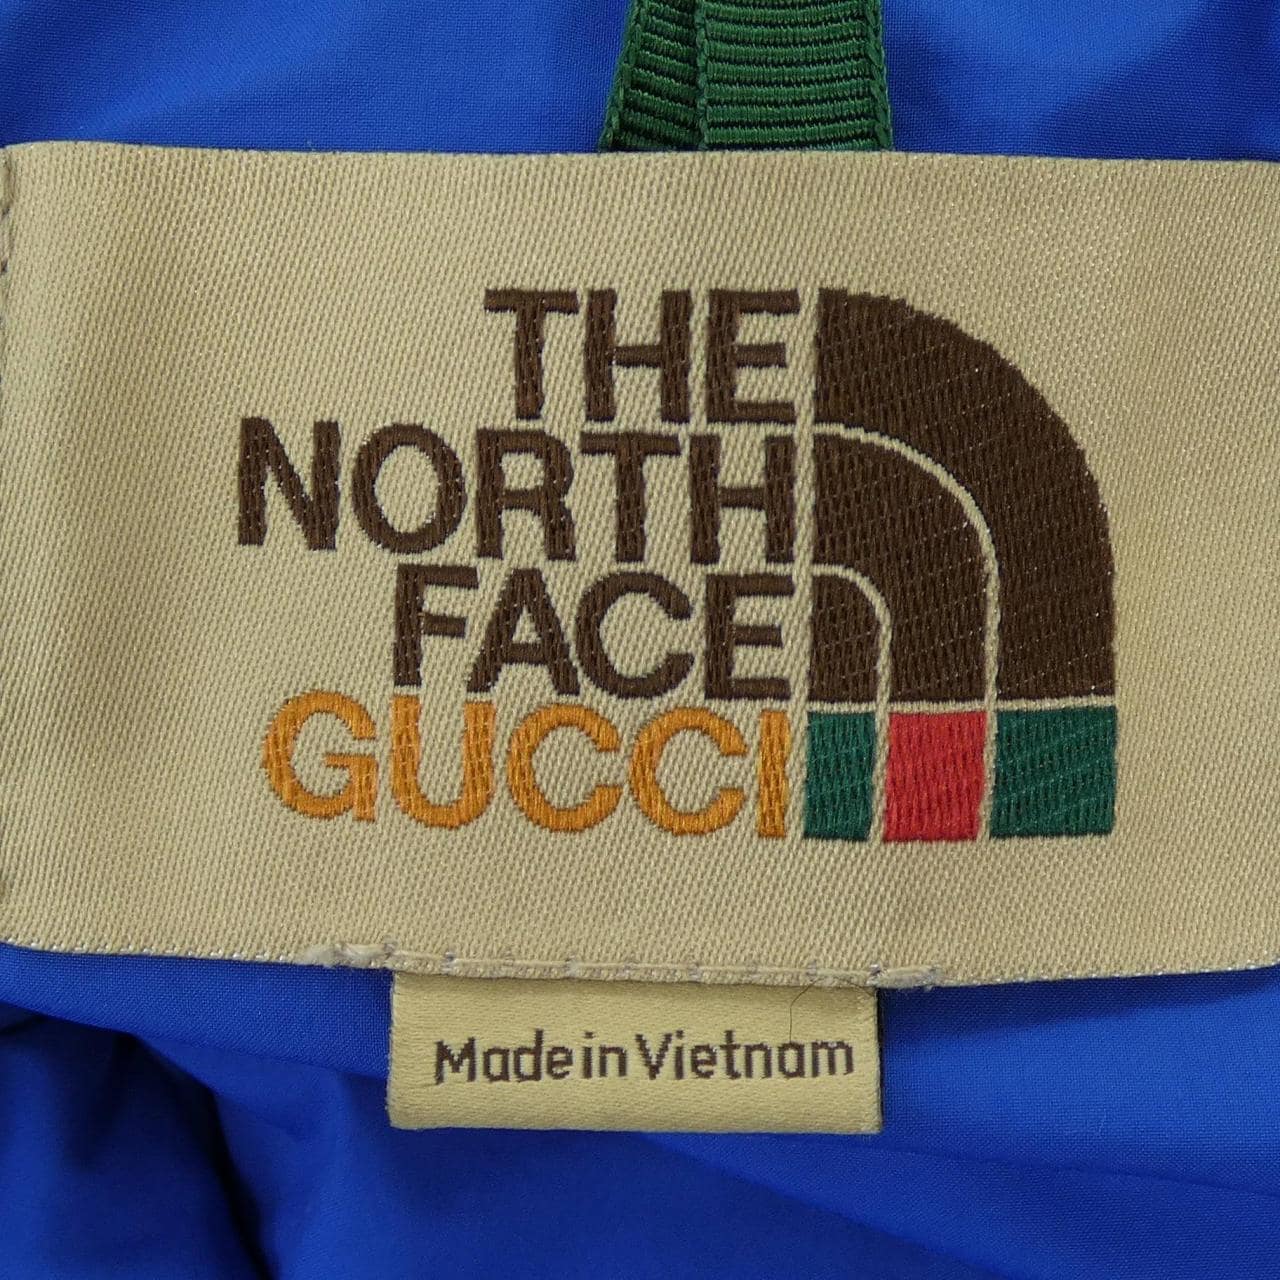 THE
NORTH
FACE
GUCCI
Made in Vietnam